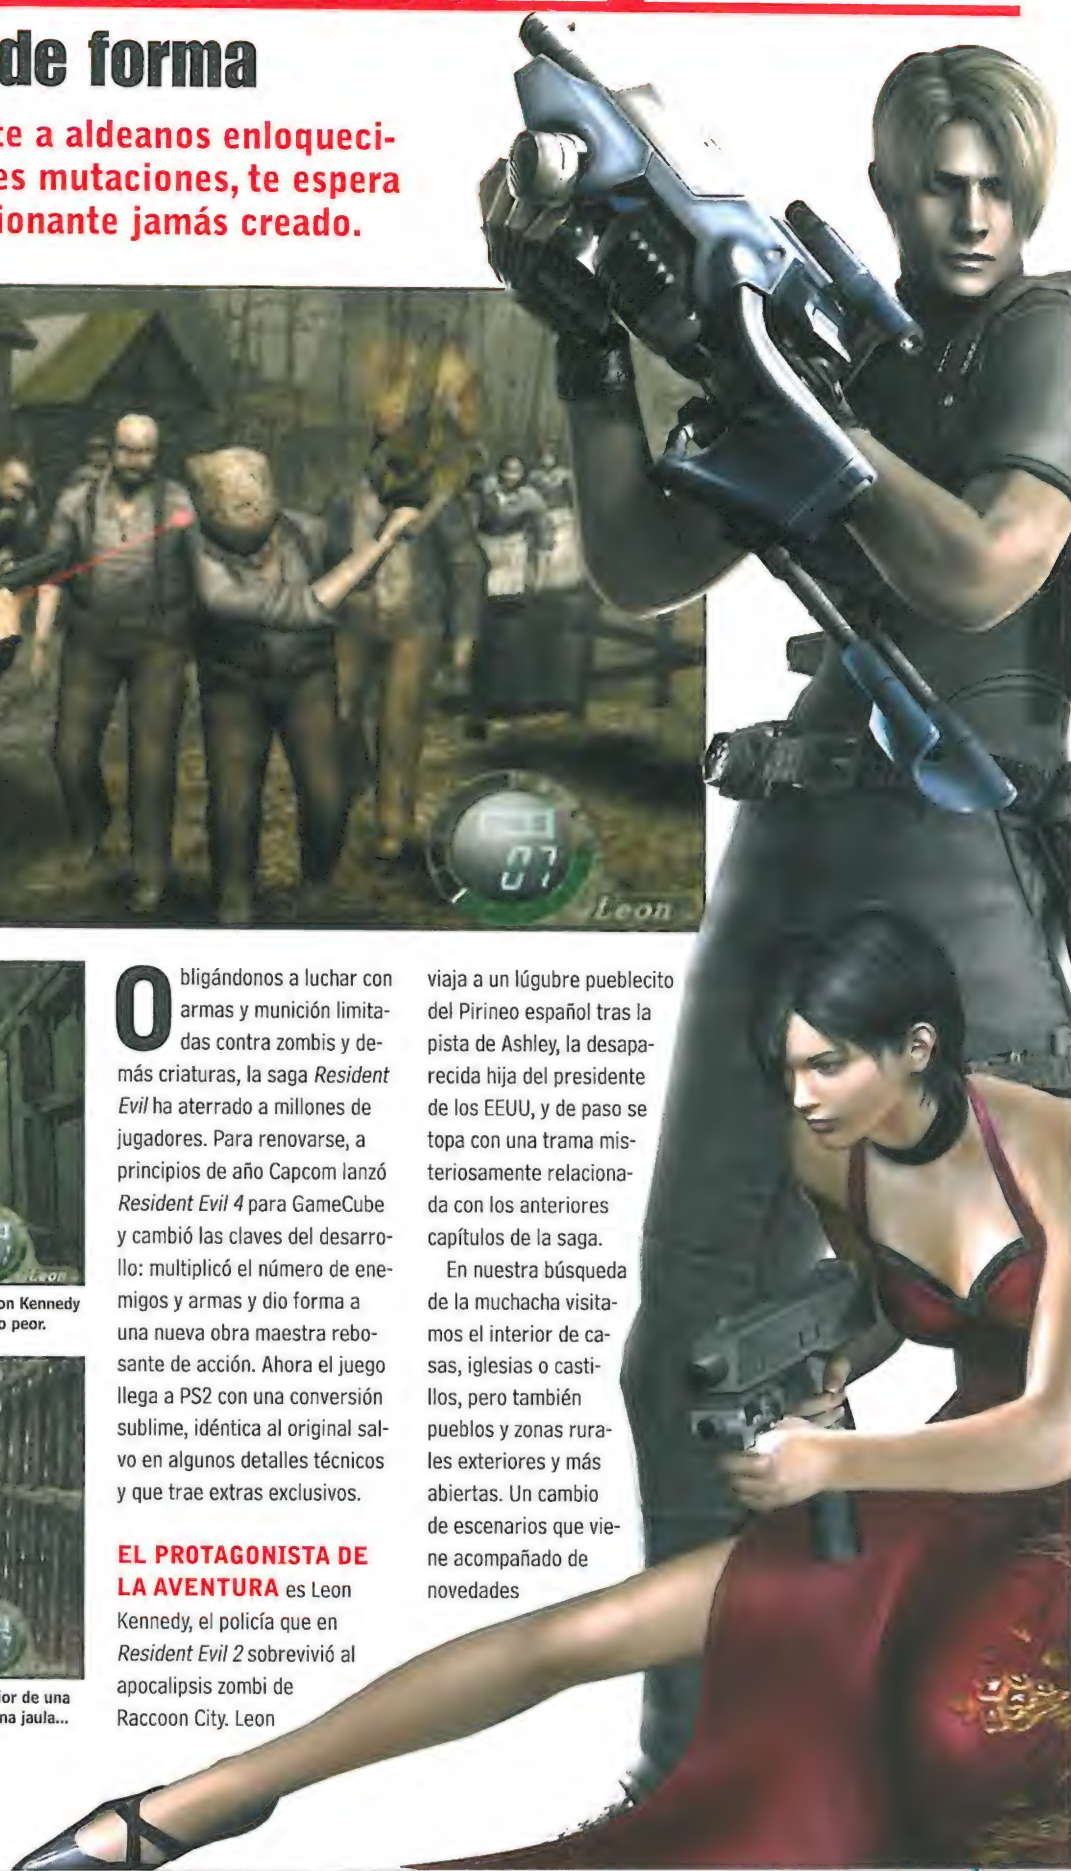 de forma
te a aldeanos enloqueci-
es mutaciones, te espera
ionante jamás creado.
07
Leon
Leon
on Kennedy
o peor.
ior de una
na jaula...
Obligándonos a luchar con
armas y munición limita-
das contra zombis y de-
más criaturas, la saga Resident
Evil ha aterrado a millones de
jugadores. Para renovarse, a
principios de año Capcom lanzó
Resident Evil 4 para GameCube
y cambió las claves del desarro-
llo: multiplicó el número de ene-
migos y armas y dio forma a
una nueva obra maestra rebo-
sante de acción. Ahora el juego
llega a PS2 con una conversión
sublime, idéntica al original sal-
vo en algunos detalles técnicos
y que trae extras exclusivos.
EL PROTAGONISTA DE
LA AVENTURA es Leon
Kennedy, el policía que en
Resident Evil 2 sobrevivió al
apocalipsis zombi de
Raccoon City. Leon
viaja a un lúgubre pueblecito
del Pirineo español tras la
pista de Ashley, la desapa-
recida hija del presidente
de los EEUU, y de paso se
topa con una trama mis-
teriosamente relaciona-
da con los anteriores
capítulos de la saga.
En nuestra búsqueda
de la muchacha visita-
mos el interior de ca-
sas, iglesias o casti-
llos, pero también
pueblos y zonas rura-
les exteriores y más
abiertas. Un cambio
de escenarios que vie-
ne acompañado de
novedades